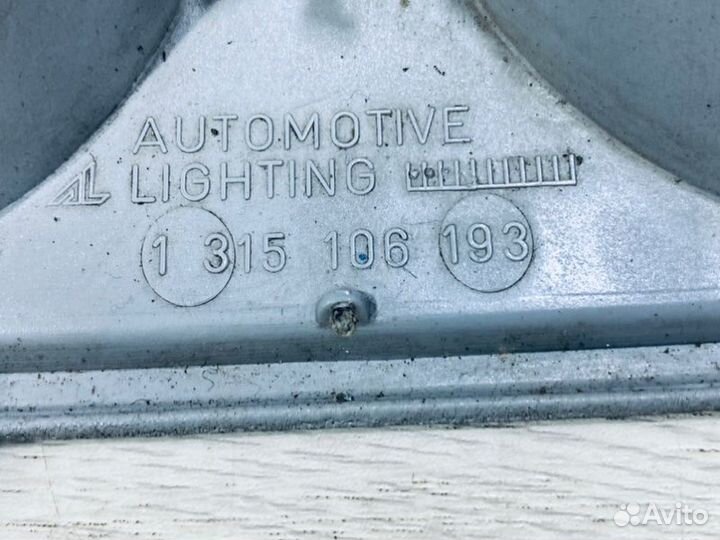 AUTOMOTIVE
AL LIGHTING
1 315 106 193
Avito